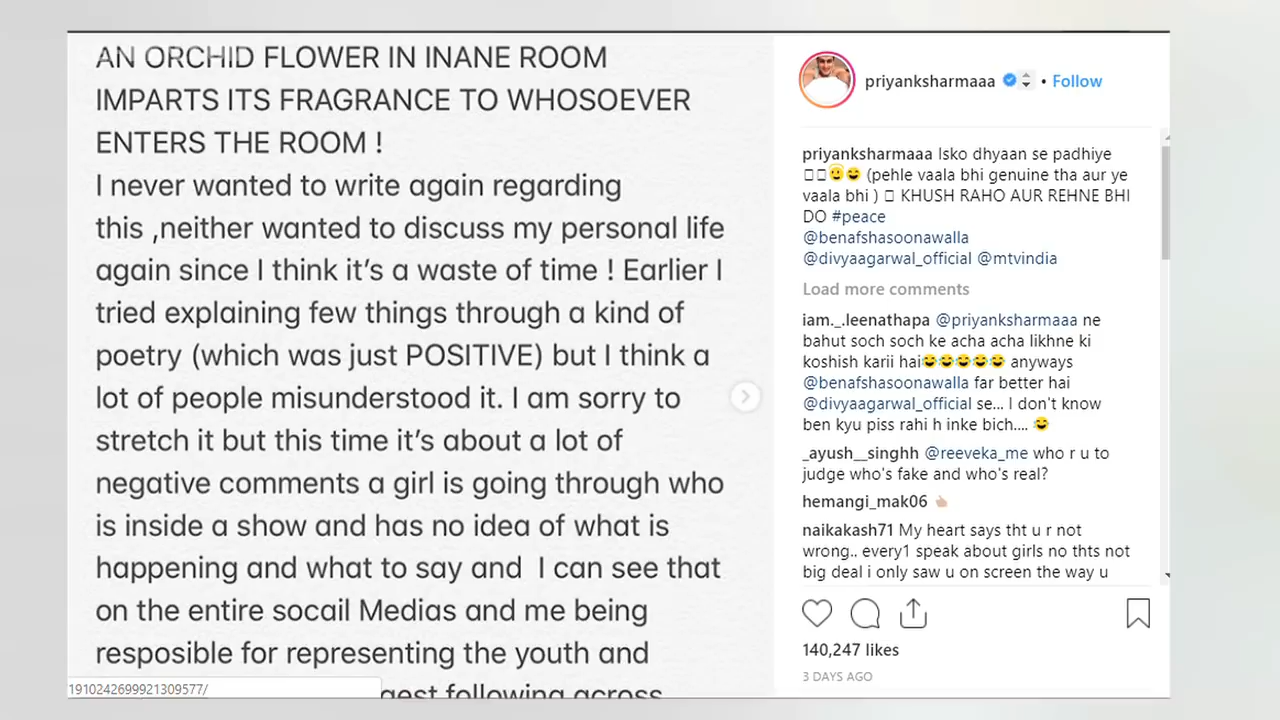 AN ORCHID FLOWER IN INANE ROOM
IMPARTS ITS FRAGRANCE TO WHOSOEVER
ENTERS THE ROOM !
I never wanted to write again regarding
this ,neither wanted to discuss my personal life
again since I think it's a waste of time ! Earlier I
tried explaining few things through a kind of
poetry (which was just POSITIVE) but I think a
lot of people misunderstood it. I am sorry to
stretch it but this time it's about a lot of
negative comments a girl is going through who
is inside a show and has no idea of what is
happening and what to say and  I can see that
on the entire socail Medias and me being
resposible for representing the youth and
following across
1910242699921309577/
priyanksharmaaa • Follow
priyanksharmaaa Isko dhyaan se padhiye
😃😂 (pehle vaala bhi genuine tha aur ye
vaala bhi ) KHUSH RAHO AUR REHNE BHI
DO #peace
@benafshasoonawalla
@divyaagarwal_official @mtvindia
Load more comments
iam._.leenathapa @priyanksharmaaa ne
bahut soch soch ke acha acha likhne ki
koshish karii hai😂😂😂😂😂 anyways
@benafshasoonawalla far better hai
@divyaagarwal_official se... I don't know
ben kyu piss rahi h inke bich.... 😂
_ayush__singhh @reeveka_me who r u to
judge who's fake and who's real?
hemangi_mak06 👆🏻
naikakash71 My heart says tht u r not
wrong.. every1 speak about girls no thts not
big deal i only saw u on screen the way u
140,247 likes
3 DAYS AGO